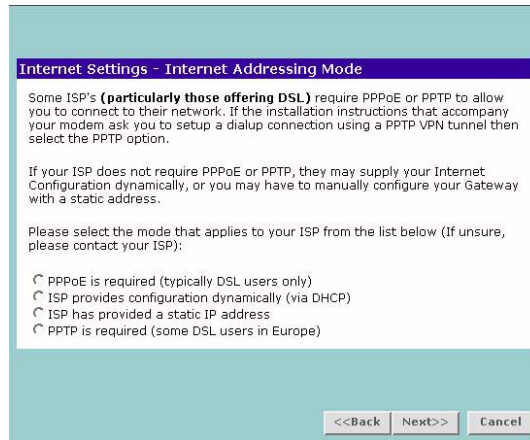 Internet Settings - Internet Addressing Mode
Some ISP's (particularly those offering DSL) require PPPoE or PPTP to allow
you to connect to their network. If the installation instructions that accompany
your modem ask you to setup a dialup connection using a PPTP VPN tunnel then
select the PPTP option.
If your ISP does not require PPPoE or PPTP, they may supply your Internet
Configuration dynamically, or you may have to manually configure your Gateway
with a static address.
Please select the mode that applies to your ISP from the list below (If unsure,
please contact your ISP):
PPPoE is required (typically DSL users only)
ISP provides configuration dynamically (via DHCP)
ISP has provided a static IP address
PPTP is required (some DSL users in Europe)
<<Back Next>> Cancel